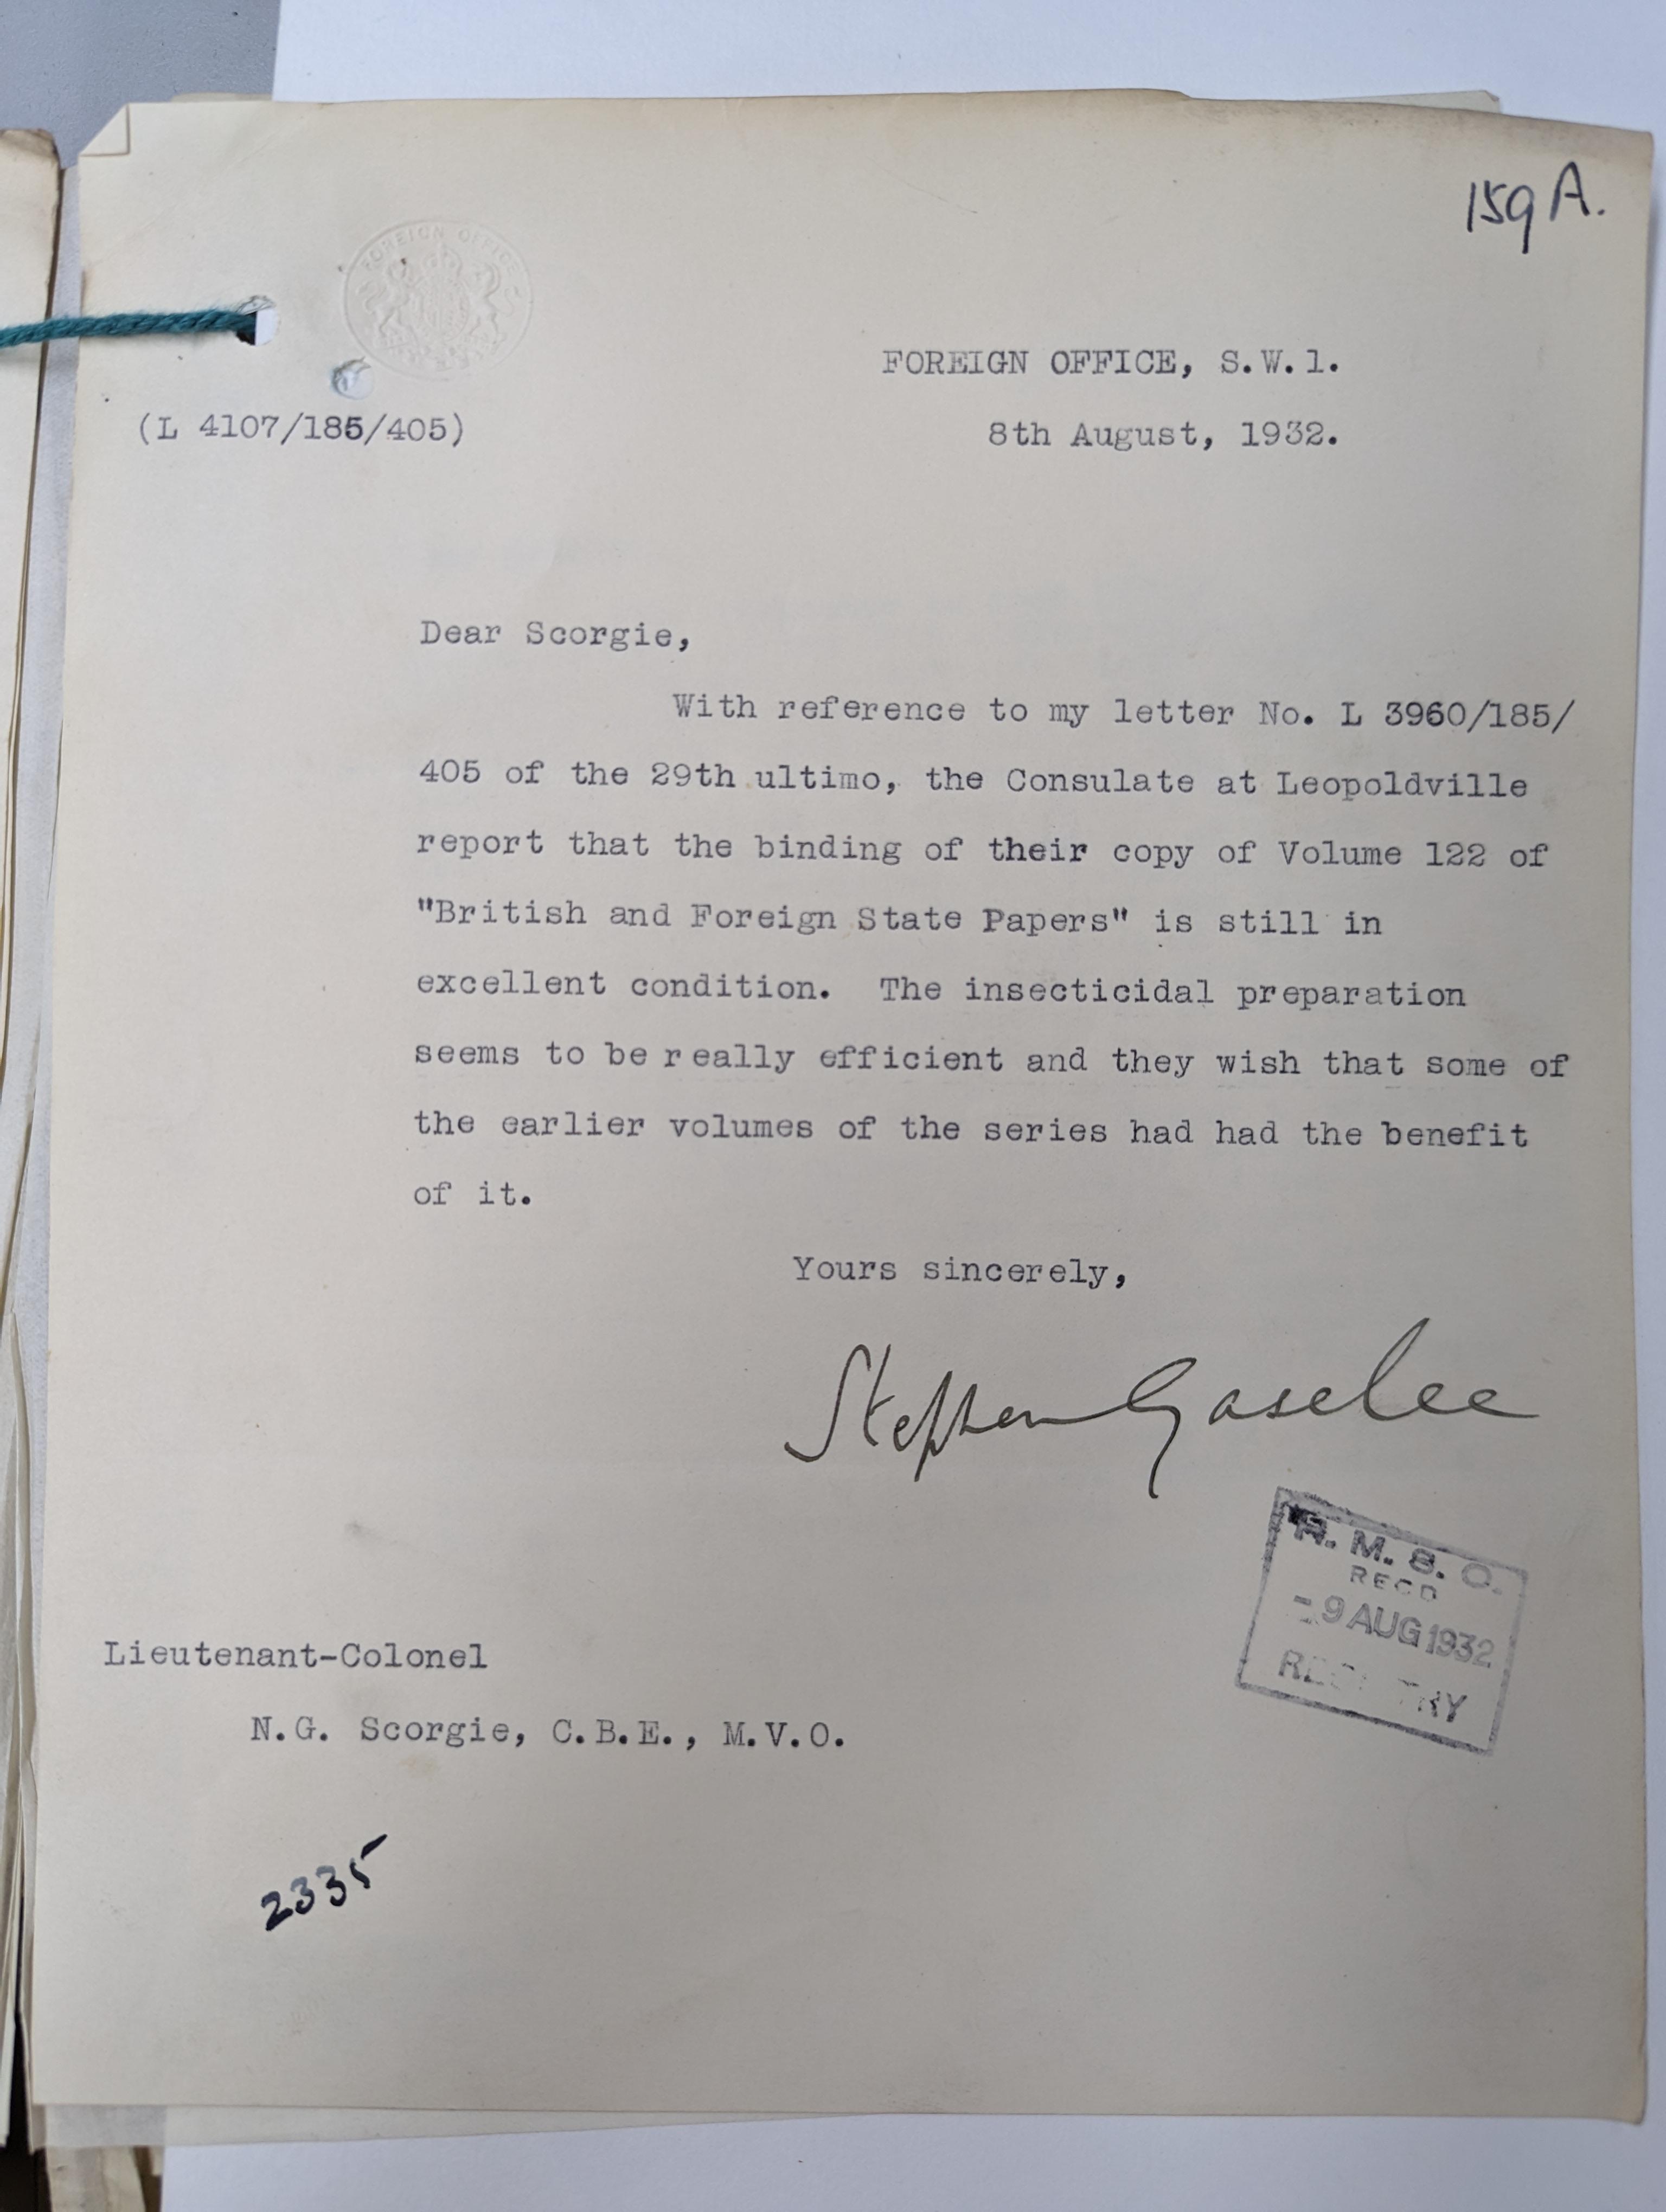 159A.
FOREIGN OFFICE
FOREIGN OFFICE, S.W.1.
(L 4107/185/405)
8th August, 1932.
Dear Scorgie,
With reference to my letter No. L 3960/185/
405 of the 29th ultimo, the Consulate at Leopoldville
report that the binding of their copy of Volume 122 of
"British and Foreign State Papers" is still in
excellent condition. The insecticidal preparation
seems to be really efficient and they wish that some of
the earlier volumes of the series had had the benefit
of it.
Yours sincerely,
Stephen Gaselee
H. M. S. O.
RECD
-9 AUG 1932
Lieutenant-Colonel
N.G. Scorgie, C.B.E., M.V.O.
2335